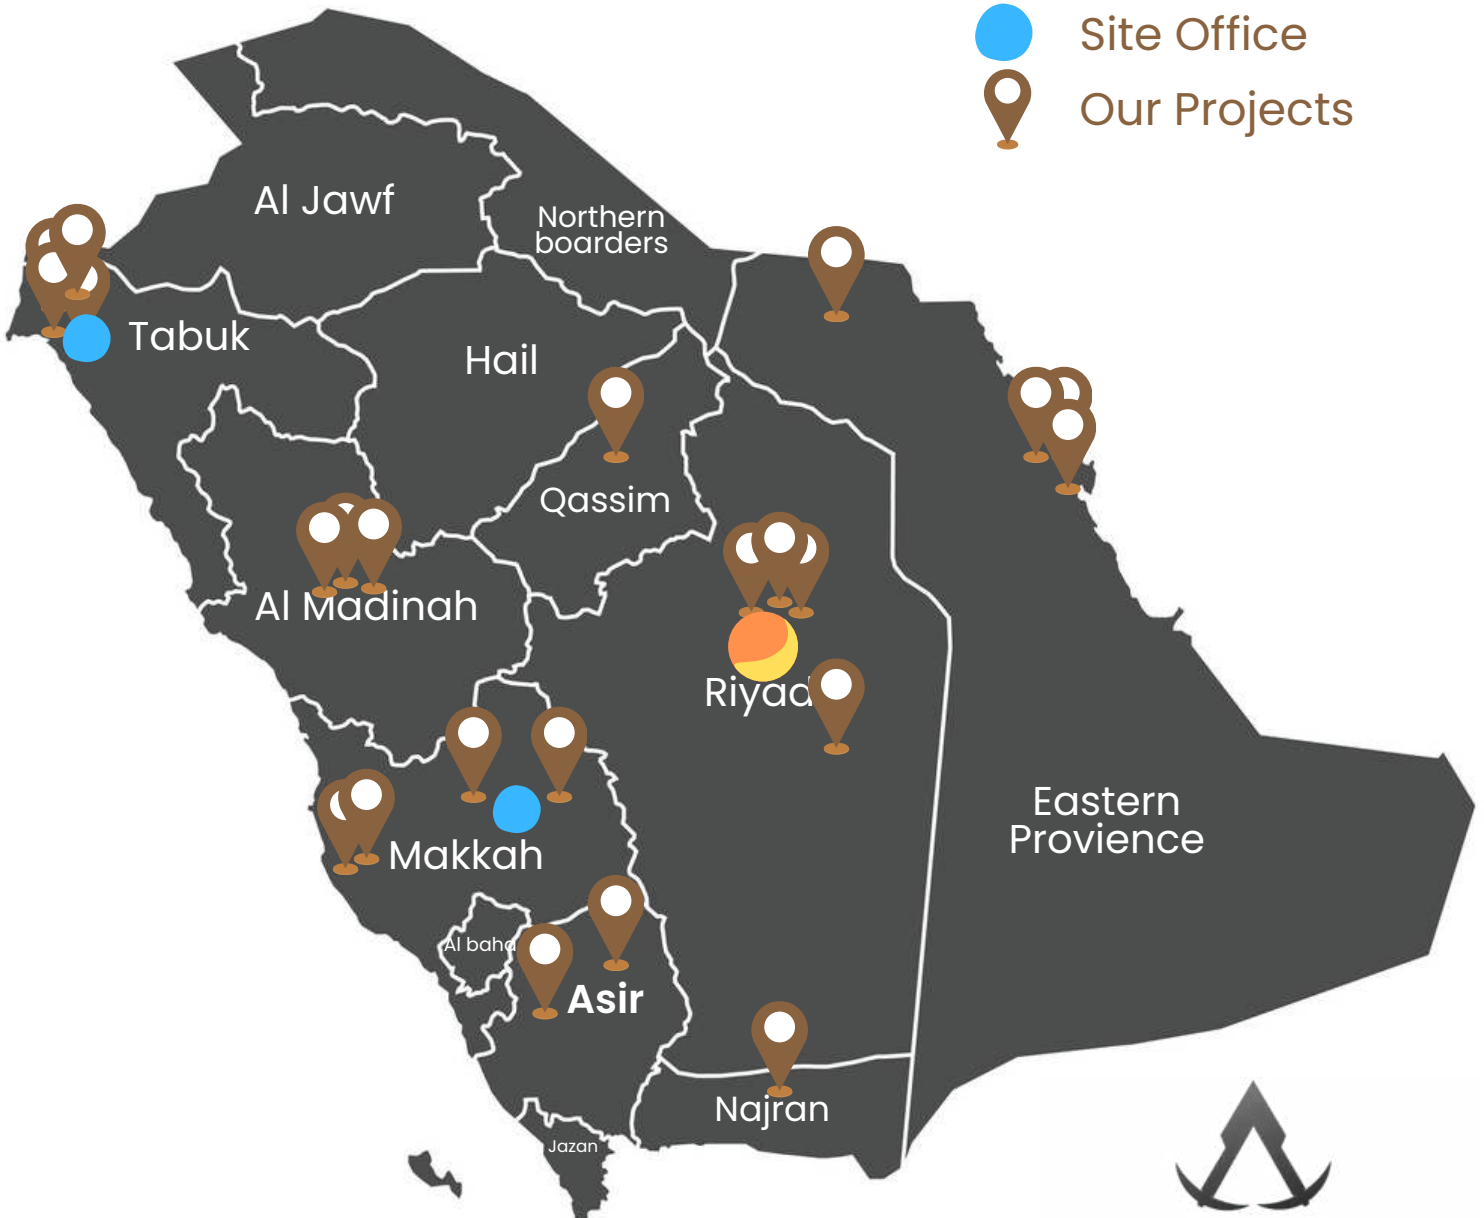 Site Office
Our Projects
Al Jawf
Northern
boarders
Tabuk
Hail
Qassim
Al Madinah
Riyad
Eastern
Provience
Makkah
Al baha
Asir
Najran
Jazan